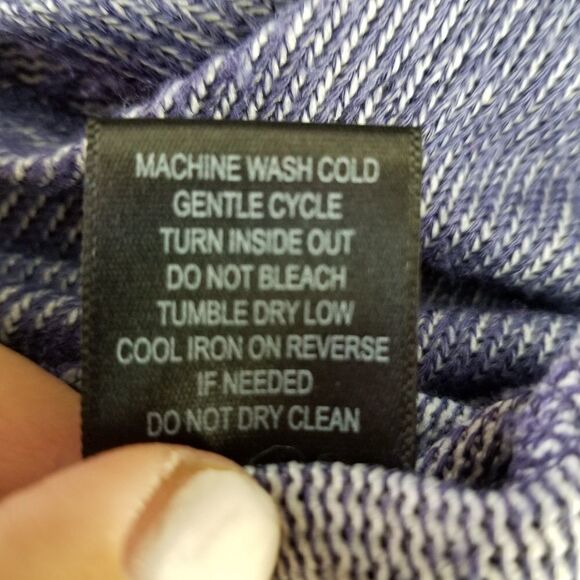 MACHINE WASH COLD
GENTLE CYCLE
TURN INSIDE OUT
DO NOT BLEACH
TUMBLE DRY LOW
COOL IRON ON REVERSE
IF NEEDED
DO NOT DRY CLEAN